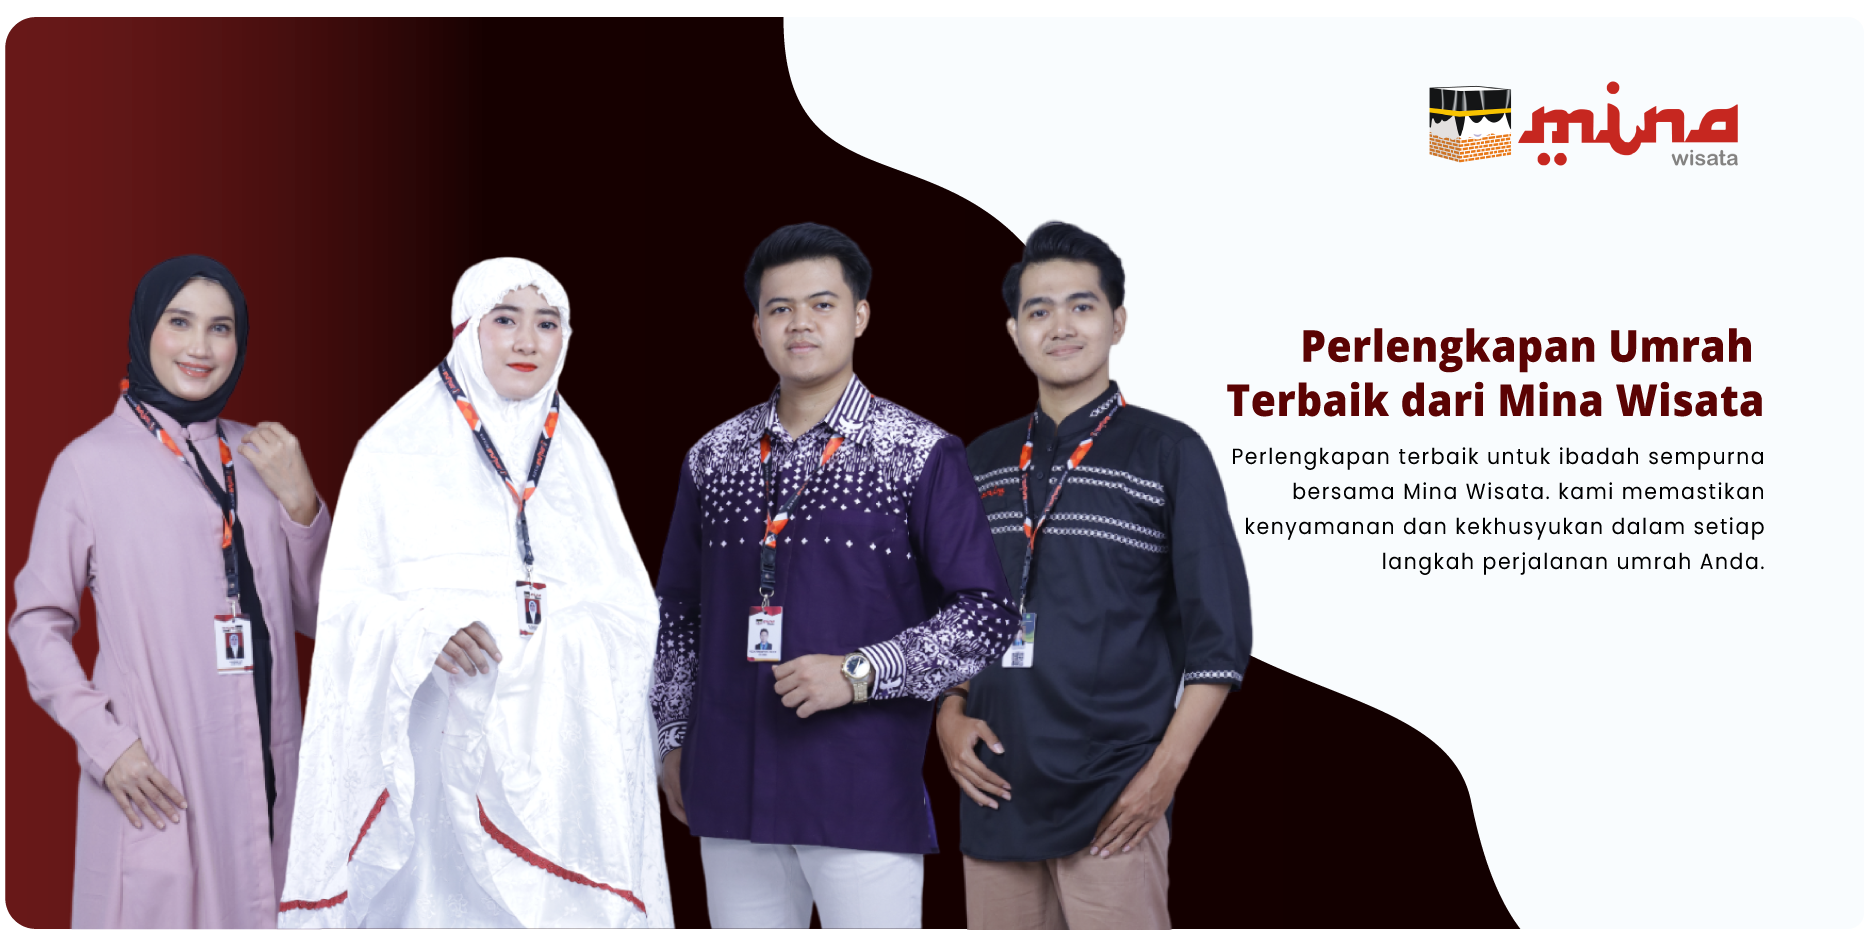 mina
wisata
Perlengkapan Umrah
Terbaik dari Mina Wisata
Perlengkapan terbaik untuk ibadah sempurna
bersama Mina Wisata. kami memastikan
kenyamanan dan kekhusyukan dalam setiap
langkah perjalanan umrah Anda.